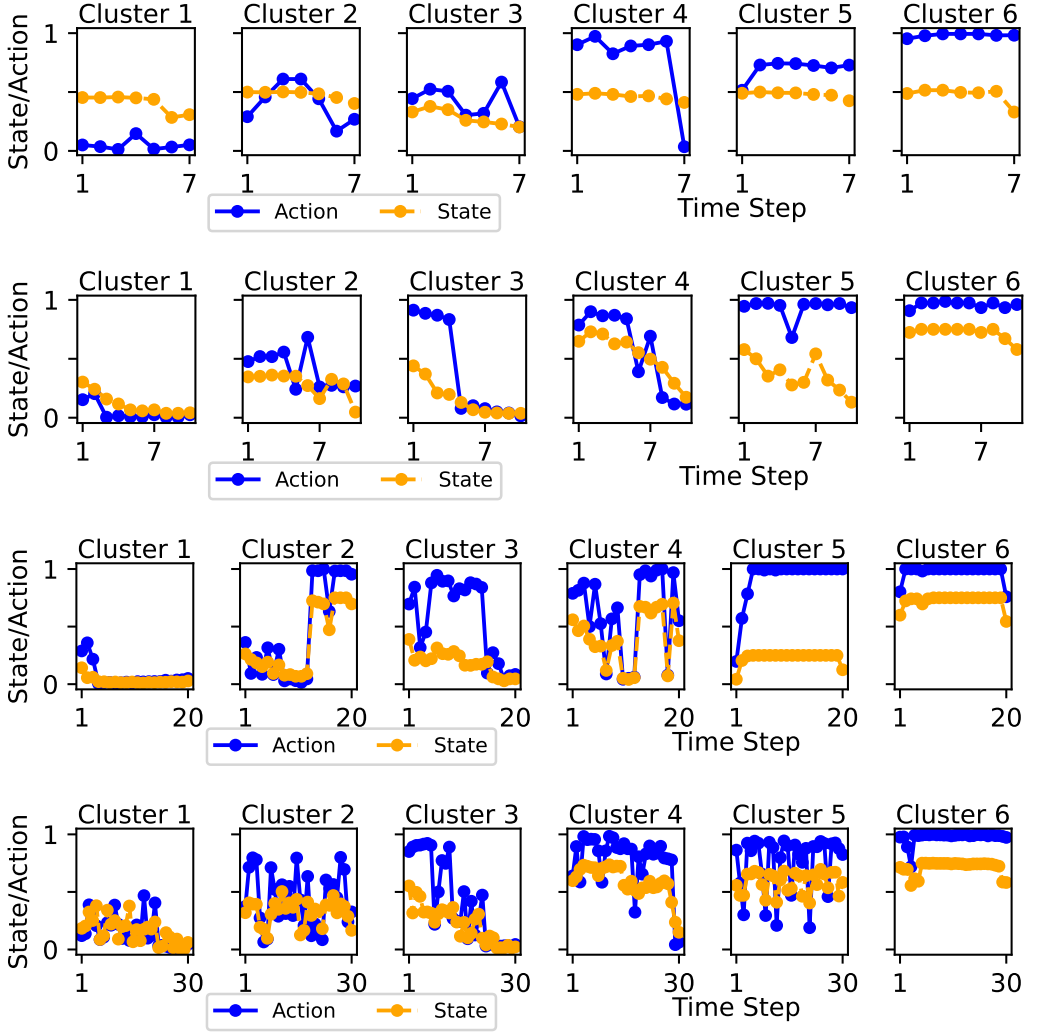 Cluster 1 Cluster 2 Cluster 3 Cluster 4 Cluster 5 Cluster 6
State/Action
1
0
1 7 1 7 1 7 1 7 1 7 1 7
Action State
Time Step
Cluster 1 Cluster 2 Cluster 3 Cluster 4 Cluster 5 Cluster 6
State/Action
1
0
1 7 1 7 1 7 1 7 1 7 1 7
Action State
Time Step
Cluster 1 Cluster 2 Cluster 3 Cluster 4 Cluster 5 Cluster 6
State/Action
1
0
1 20 1 20 1 20 1 20 1 20 1 20
Action State
Time Step
Cluster 1 Cluster 2 Cluster 3 Cluster 4 Cluster 5 Cluster 6
State/Action
1
0
1 30 1 30 1 30 1 30 1 30 1 30
Action State
Time Step